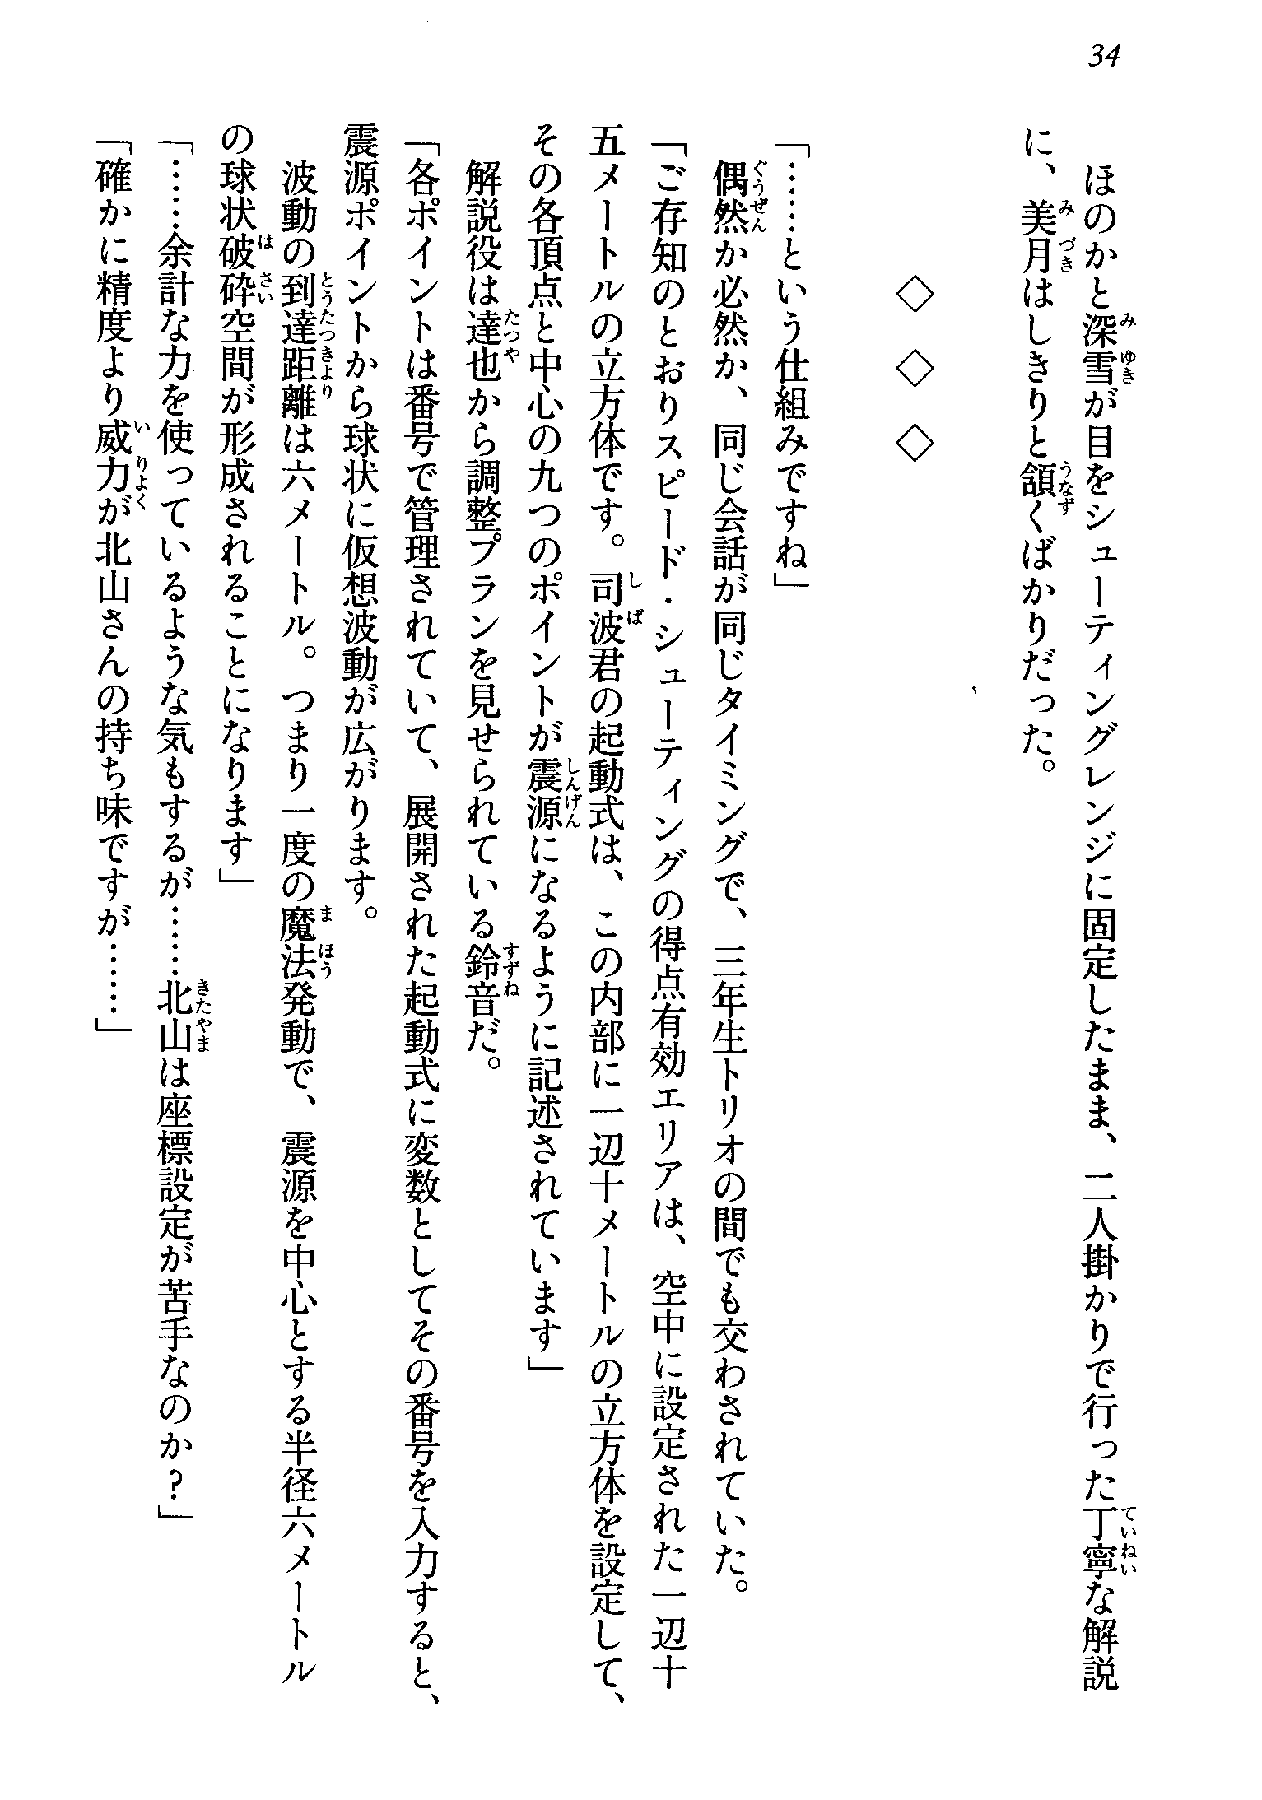 34
ほのかと深雪が目をシューティングレンジに固定したまま、二人掛かりで行った丁寧な解説
に、美月はしきりと頷くばかりだった。
◇ ◇ ◇
「……という仕組みですね」
偶然か必然か、同じ会話が同じタイミングで、三年生トリオの間でも交わされていた。
「ご存知のとおりスピード・シューティングの得点有効エリアは、空中に設定された一辺十
五メートルの立方体です。司波君の起動式は、この内部に一辺十メートルの立方体を設定して、
その各頂点と中心の九つのポイントが震源になるように記述されています」
解説役は達也から調整プランを見せられている鈴音だ。
「各ポイントは番号で管理されていて、展開された起動式に変数としてその番号を入力すると、
震源ポイントから球状に仮想波動が広がります。
波動の到達距離は六メートル。つまり一度の魔法発動で、震源を中心とする半径六メートル
の球状破砕空間が形成されることになります」
「……余計な力を使っているような気もするが……北山は座標設定が苦手なのか?」
「確かに精度より威力が北山さんの持ち味ですが……」